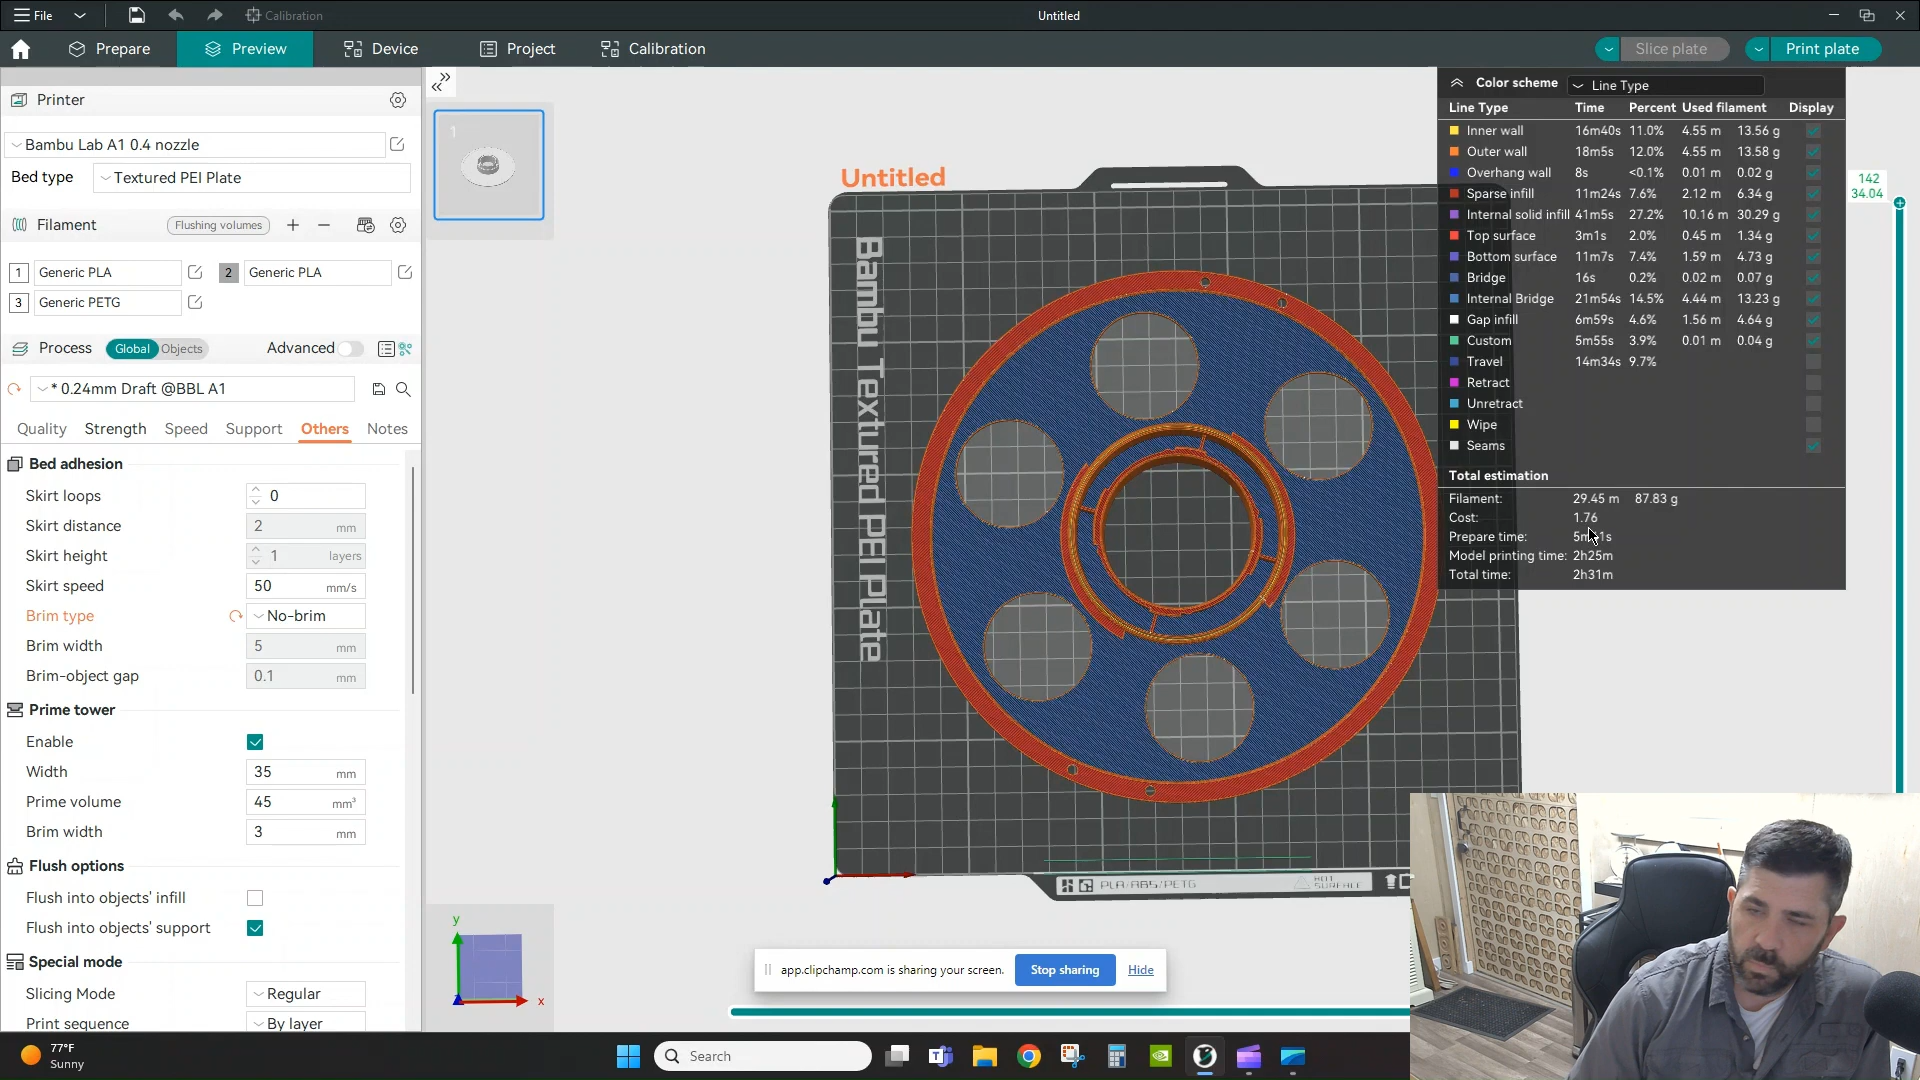 File
Calibration
Untitled
Prepare
Preview
Device
Project
Calibration
Slice plate
Print plate
Printer
Bambu Lab A1 0.4 nozzle
Bed type
Textured PEI Plate
Filament
Flushing volumes
1 Generic PLA
2 Generic PLA
3 Generic PETG
Process
Global Objects
Advanced
* 0.24mm Draft @BBL A1
Quality Strength Speed Support Others Notes
Bed adhesion
Skirt loops 0
Skirt distance 2 mm
Skirt height 1 layers
Skirt speed 50 mm/s
Brim type No-brim
Brim width 5 mm
Brim-object gap 0.1 mm
Prime tower
Enable
Width 35 mm
Prime volume 45 mm³
Brim width 3 mm
Flush options
Flush into objects' infill
Flush into objects' support
Special mode
Slicing Mode Regular
Print sequence By layer
1
Untitled
Bambu Textured PEI Plate
PLA/ABS/PETG
HOT SURFACE
y
x
Color scheme Line Type
Line Type Time Percent Used filament Display
Inner wall 16m40s 11.0% 4.55 m 13.56 g
Outer wall 18m5s 12.0% 4.55 m 13.58 g
Overhang wall 8s <0.1% 0.01 m 0.02 g
Sparse infill 11m24s 7.6% 2.12 m 6.34 g
Internal solid infill 41m5s 27.2% 10.16 m 30.29 g
Top surface 3m1s 2.0% 0.45 m 1.34 g
Bottom surface 11m7s 7.4% 1.59 m 4.73 g
Bridge 16s 0.2% 0.02 m 0.07 g
Internal Bridge 21m54s 14.5% 4.44 m 13.23 g
Gap infill 6m59s 4.6% 1.56 m 4.64 g
Custom 5m55s 3.9% 0.01 m 0.04 g
Travel 14m34s 9.7%
Retract
Unretract
Wipe
Seams
Total estimation
Filament: 29.45 m 87.83 g
Cost: 1.76
Prepare time:
Model printing time: 2h25m
Total time: 2h31m
142
34.04
app.clipchamp.com is sharing your screen.
Stop sharing
Hide
77°F
Sunny
Search